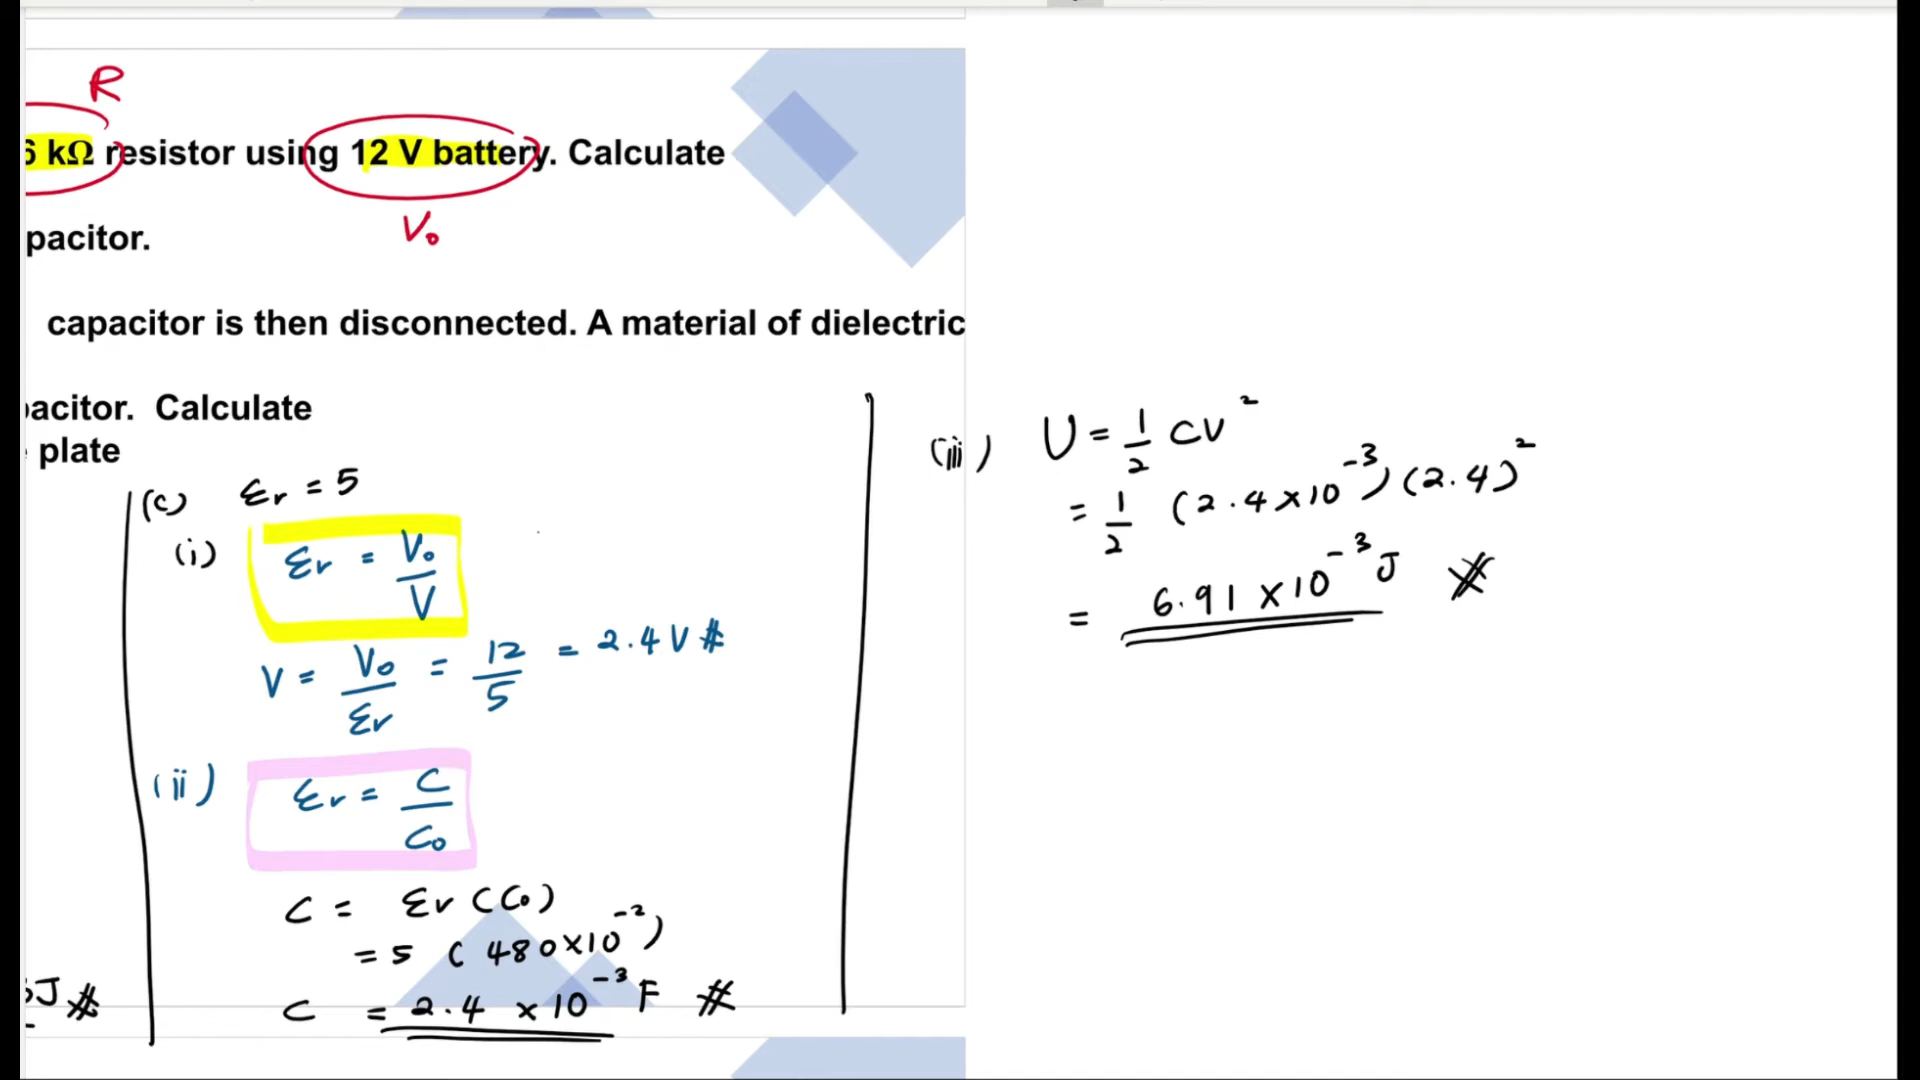 R
6 kΩ resistor using 12 V battery. Calculate
V₀
pacitor.
capacitor is then disconnected. A material of dielectric
acitor. Calculate
plate
(c) εr = 5
(i) εr = V₀/V
V = V₀/εr = 12/5 = 2.4 V #
(ii) εr = C/C₀
C = εr (C₀)
= 5 (480×10⁻²)
C = 2.4 ×10⁻³ F #
J #
(iii) U = 1/2 CV²
= 1/2 (2.4×10⁻³)(2.4)²
= 6.91 ×10⁻³ J #